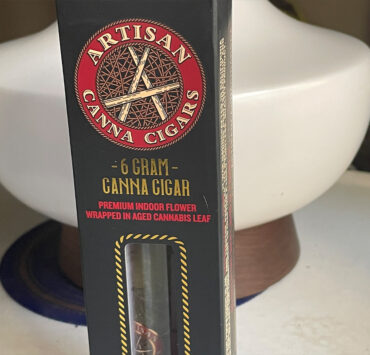 ARTISAN
CANNA CIGARS
-6 GRAM-
CANNA CIGAR
PREMIUM INDOOR FLOWER
WRAPPED IN AGED CANNABIS LEAF